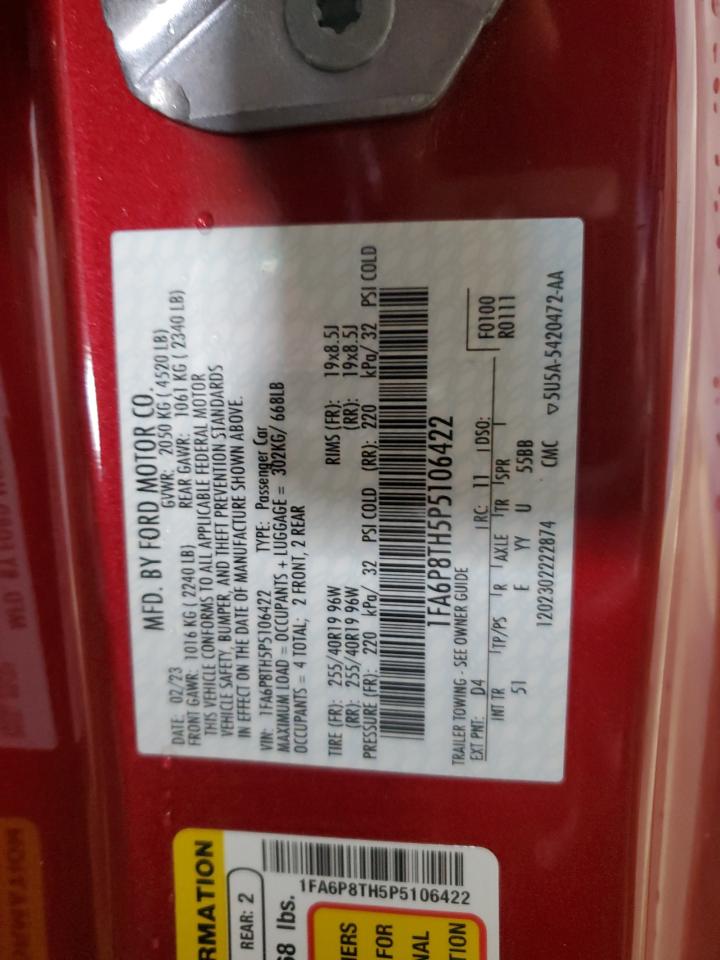 MFD. BY FORD MOTOR CO.
DATE: 02/23 GVWR: 2050 KG ( 4520 LB)
FRONT GAWR: 1016 KG ( 2240 LB) REAR GAWR: 1061 KG ( 2340 LB)
THIS VEHICLE CONFORMS TO ALL APPLICABLE FEDERAL MOTOR
VEHICLE SAFETY, BUMPER, AND THEFT PREVENTION STANDARDS
IN EFFECT ON THE DATE OF MANUFACTURE SHOWN ABOVE.
VIN: 1FA6P8TH5P5106422 TYPE: Passenger Car
MAXIMUM LOAD = OCCUPANTS + LUGGAGE = 302KG/ 668LB
OCCUPANTS = 4 TOTAL; 2 FRONT, 2 REAR
TIRE (FR): 255/40R19 96W RIMS (FR): 19x8.5J
(RR): 255/40R19 96W (RR): 19x8.5J
PRESSURE (FR): 220 kPa/ 32 PSI COLD (RR): 220 kPa/ 32 PSI COLD
1FA6P8TH5P5106422
TRAILER TOWING - SEE OWNER GUIDE
F0100
EXT PNT: D4 RC: 11 DSO: R0111
INT TR TP/PS R AXLE TR SPR
51 E YY U 55BB
1202302222874 CMC ▽5U5A-5420472-AA
RMATION
REAR: 2
68 lbs.
1FA6P8TH5P5106422
ERS
FOR
NAL
TION